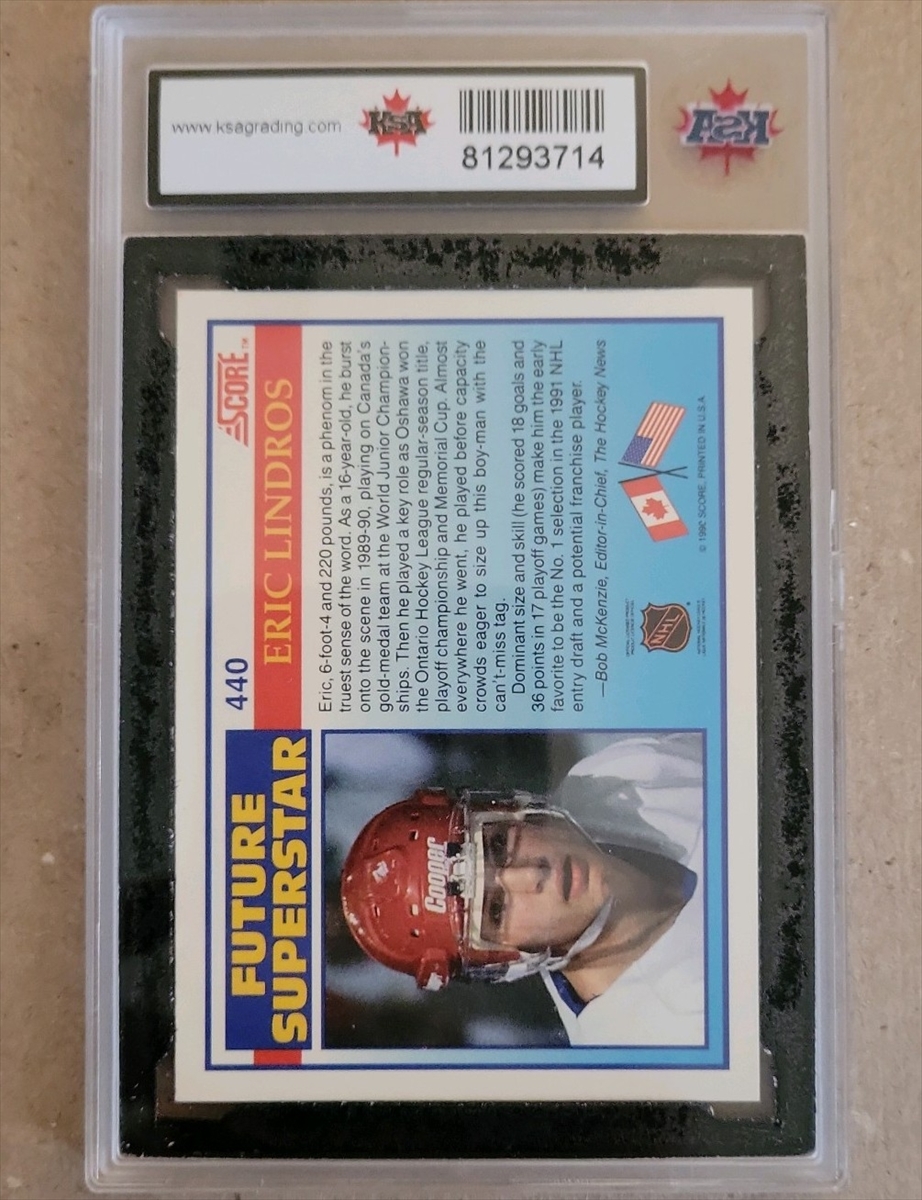 www.ksagrading.com
KSA
81293714
KSA
SCORE™
440
FUTURE
SUPERSTAR
ERIC LINDROS
Eric, 6-foot-4 and 220 pounds, is a phenom in the
truest sense of the word. As a 16-year-old, he burst
onto the scene in 1989-90, playing on Canada's
gold-medal team at the World Junior Champion-
ships. Then he played a key role as Oshawa won
the Ontario Hockey League regular-season title,
playoff championship and Memorial Cup. Almost
everywhere he went, he played before capacity
crowds eager to size up this boy-man with the
can't-miss tag.
Dominant size and skill (he scored 18 goals and
36 points in 17 playoff games) make him the early
favorite to be the No. 1 selection in the 1991 NHL
entry draft and a potential franchise player.
—Bob McKenzie, Editor-in-Chief, The Hockey News
Cooper
NHL
© 1990 SCORE, PRINTED IN U.S.A.